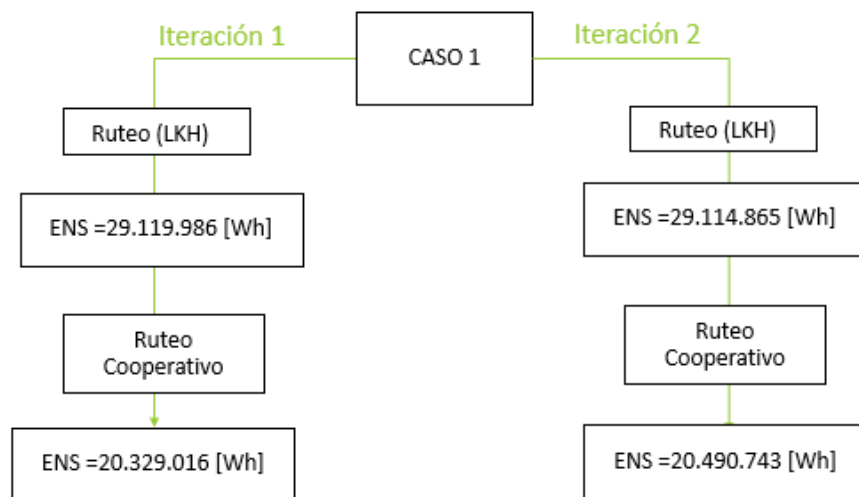 Iteración 1
CASO 1
Iteración 2
Ruteo (LKH)
ENS =29.119.986 [Wh]
Ruteo
Cooperativo
ENS =20.329.016 [Wh]
Ruteo (LKH)
ENS =29.114.865 [Wh]
Ruteo
Cooperativo
ENS =20.490.743 [Wh]